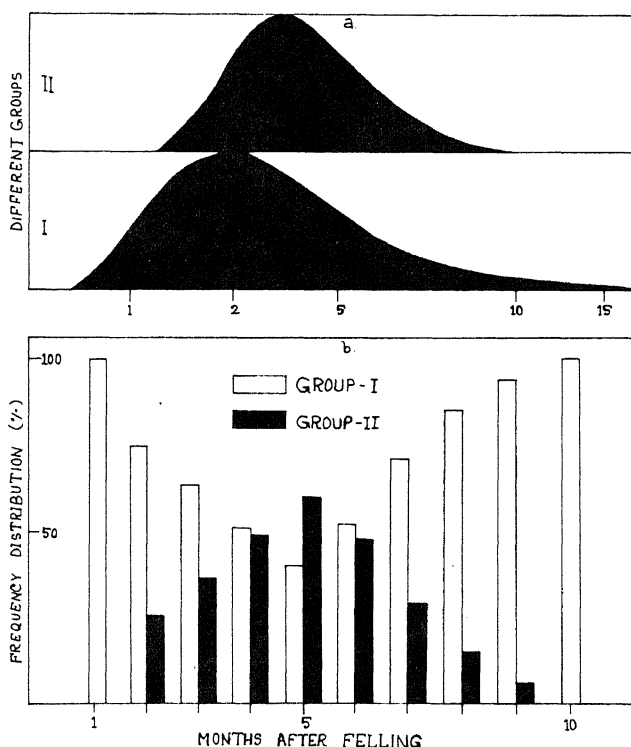 a.
DIFFERENT GROUPS
II
I
1 2 5 10 15
b.
100
50
GROUP-I
GROUP-II
FREQUENCY DISTRIBUTION (%)
1 5 10
MONTHS AFTER FELLING